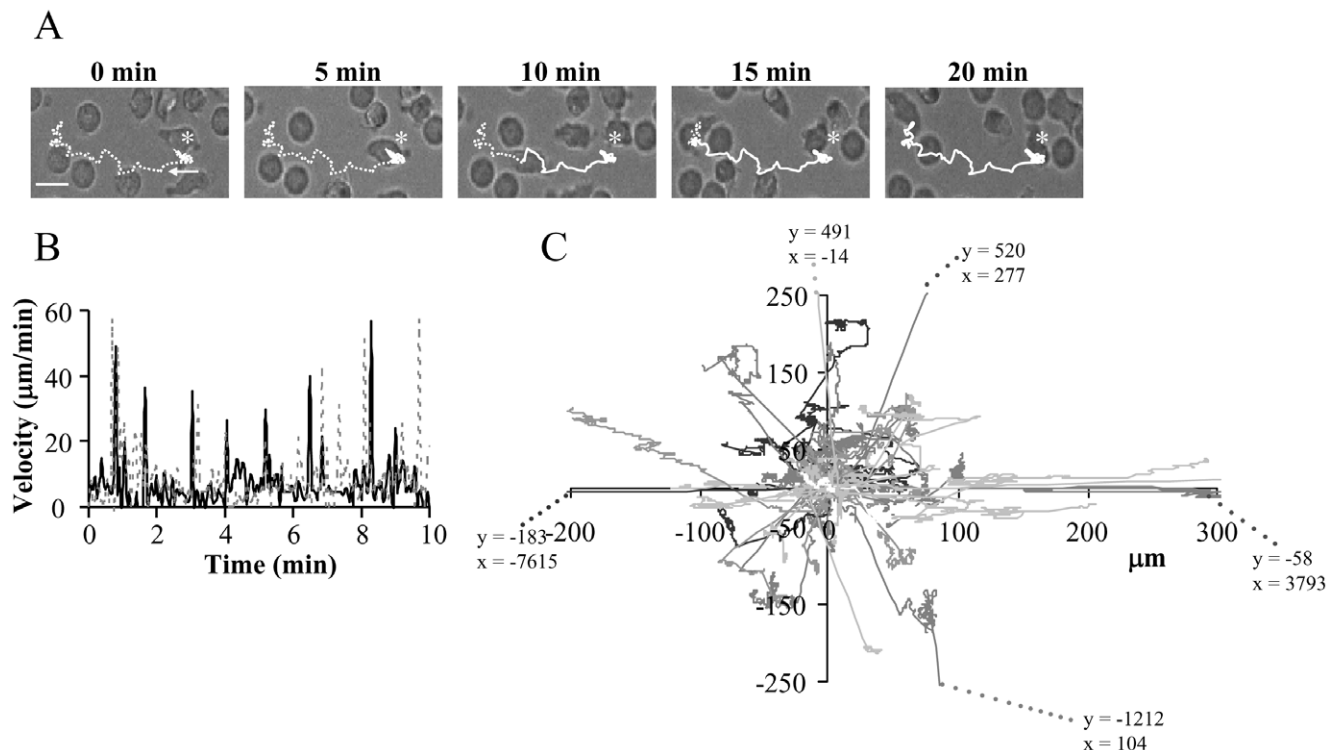 A
0 min 5 min 10 min 15 min 20 min
* * * * *
B
Velocity (μm/min)
60
40
20
0
0 2 4 6 8 10
Time (min)
C
y = 491
x = -14
y = 520
x = 277
250
150
50
-50
-150
-250
-200 -100 0 100 200 300
μm
y = -183
x = -7615
y = -58
x = 3793
y = -1212
x = 104